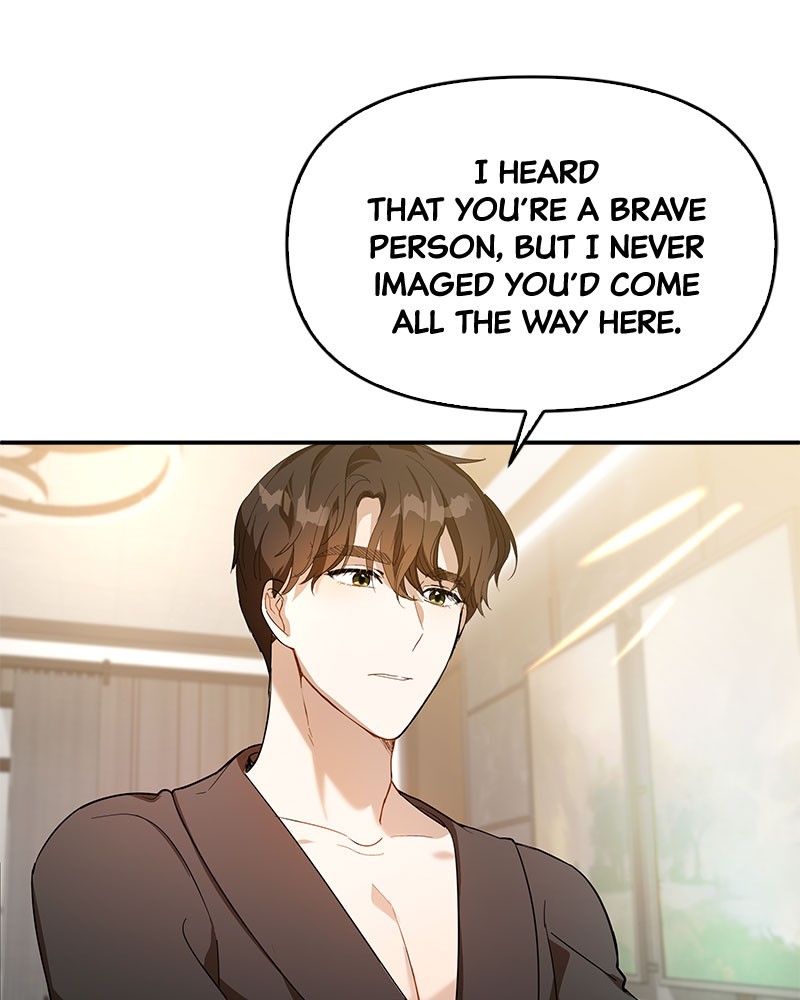 I HEARD
THAT YOU'RE A BRAVE
PERSON, BUT I NEVER
IMAGED YOU'D COME
ALL THE WAY HERE.